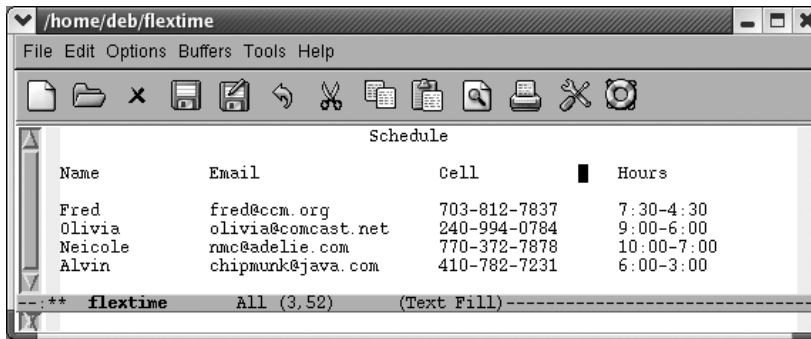 /home/deb/flextime
File Edit Options Buffers Tools Help
Schedule
Name Email Cell Hours
Fred fred@ccm.org 703-812-7837 7:30-4:30
Olivia olivia@comcast.net 240-994-0784 9:00-6:00
Neicole nmc@adelie.com 770-372-7878 10:00-7:00
Alvin chipmunk@java.com 410-782-7231 6:00-3:00
--:** flextime All (3,52) (Text Fill)--------------------------------